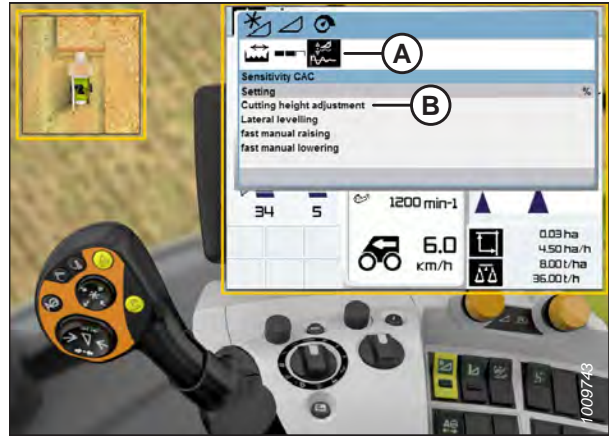 A
Sensitivity CAC
Setting %
Cutting height adjustment
B
Lateral levelling
fast manual raising
fast manual lowering
34 5
1200 min-1
6.0
km/h
0.03 ha
4.50 ha/h
8.00 t/ha
36.00 t/h
1009743